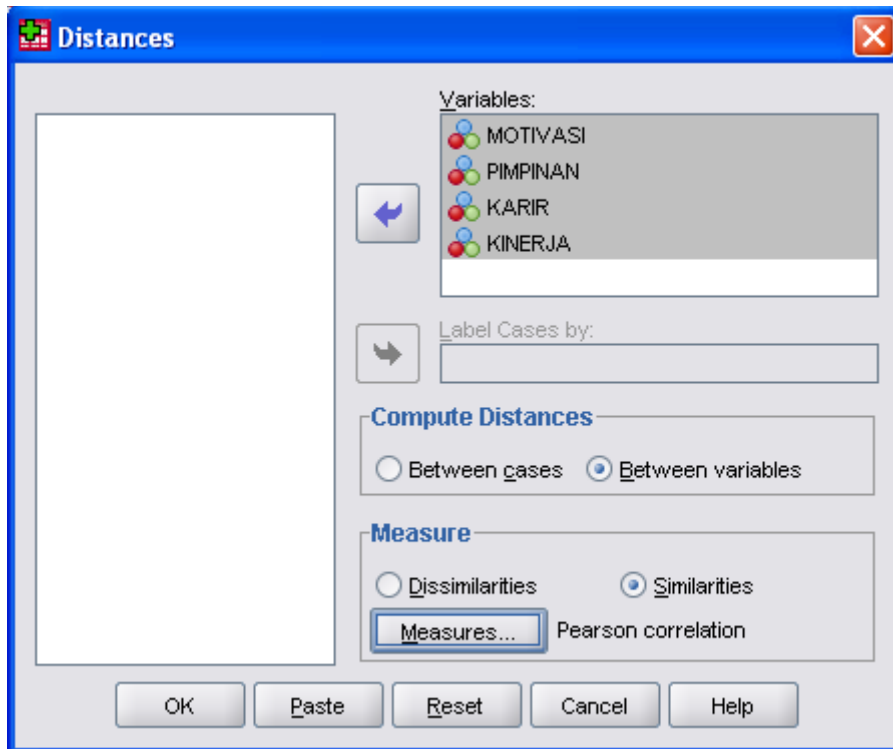 Distances
Variables:
MOTIVASI
PIMPINAN
KARIR
KINERJA
Label Cases by:
Compute Distances
Between cases Between variables
Measure
Dissimilarities Similarities
Measures... Pearson correlation
OK Paste Reset Cancel Help